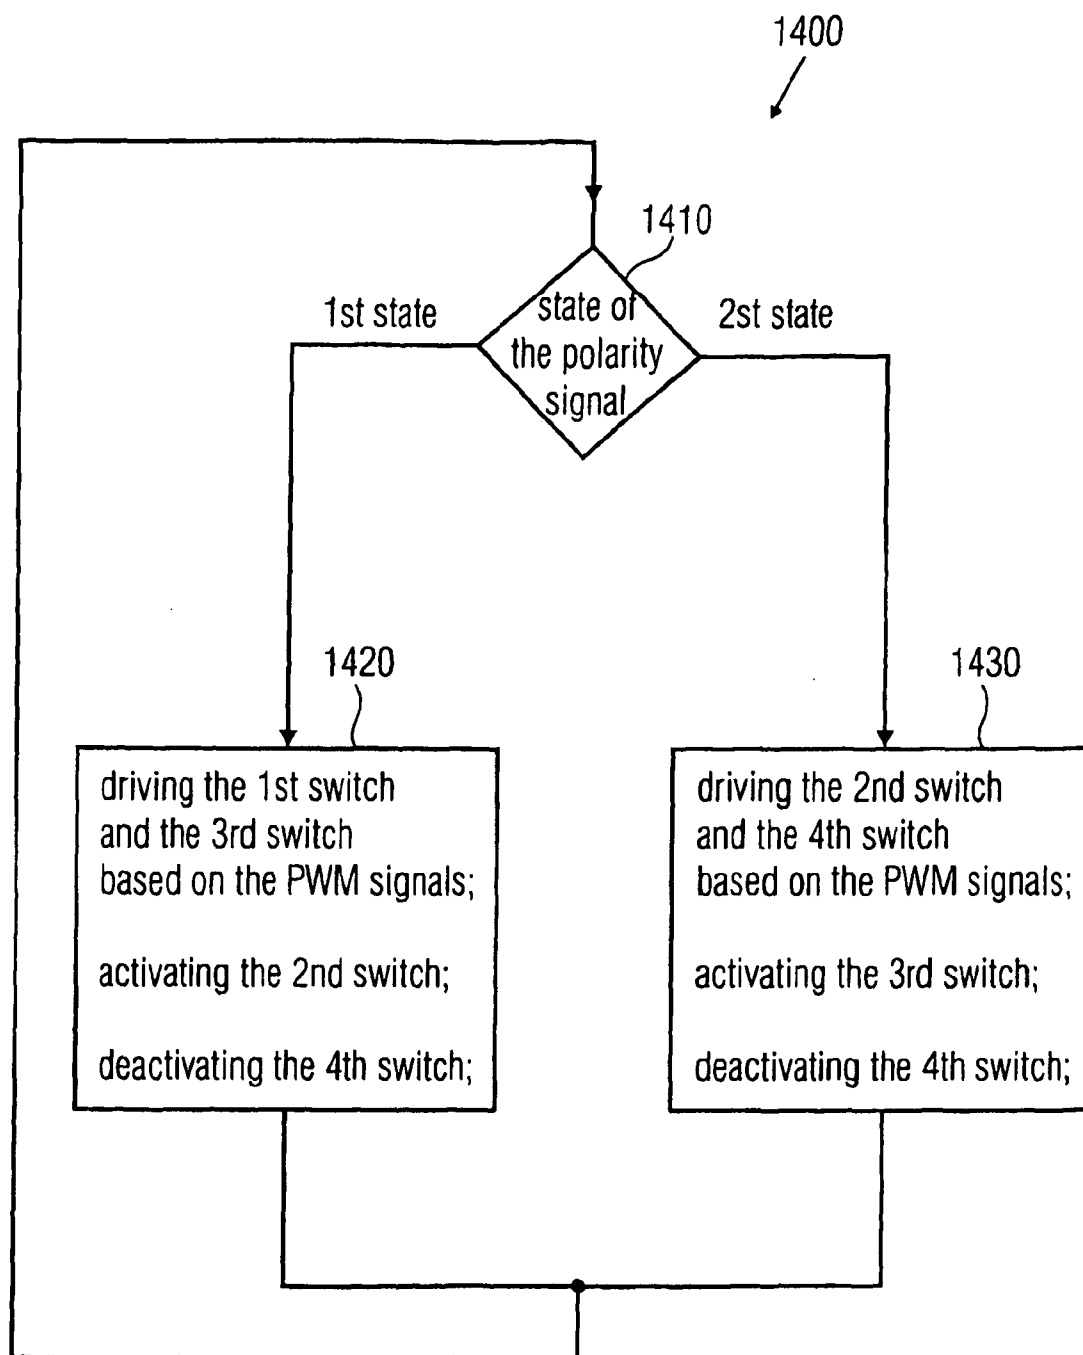 1400
1410
1st state
state of
the polarity
signal
2st state
1420
1430
driving the 1st switch
and the 3rd switch
based on the PWM signals;
activating the 2nd switch;
deactivating the 4th switch;
driving the 2nd switch
and the 4th switch
based on the PWM signals;
activating the 3rd switch;
deactivating the 4th switch;